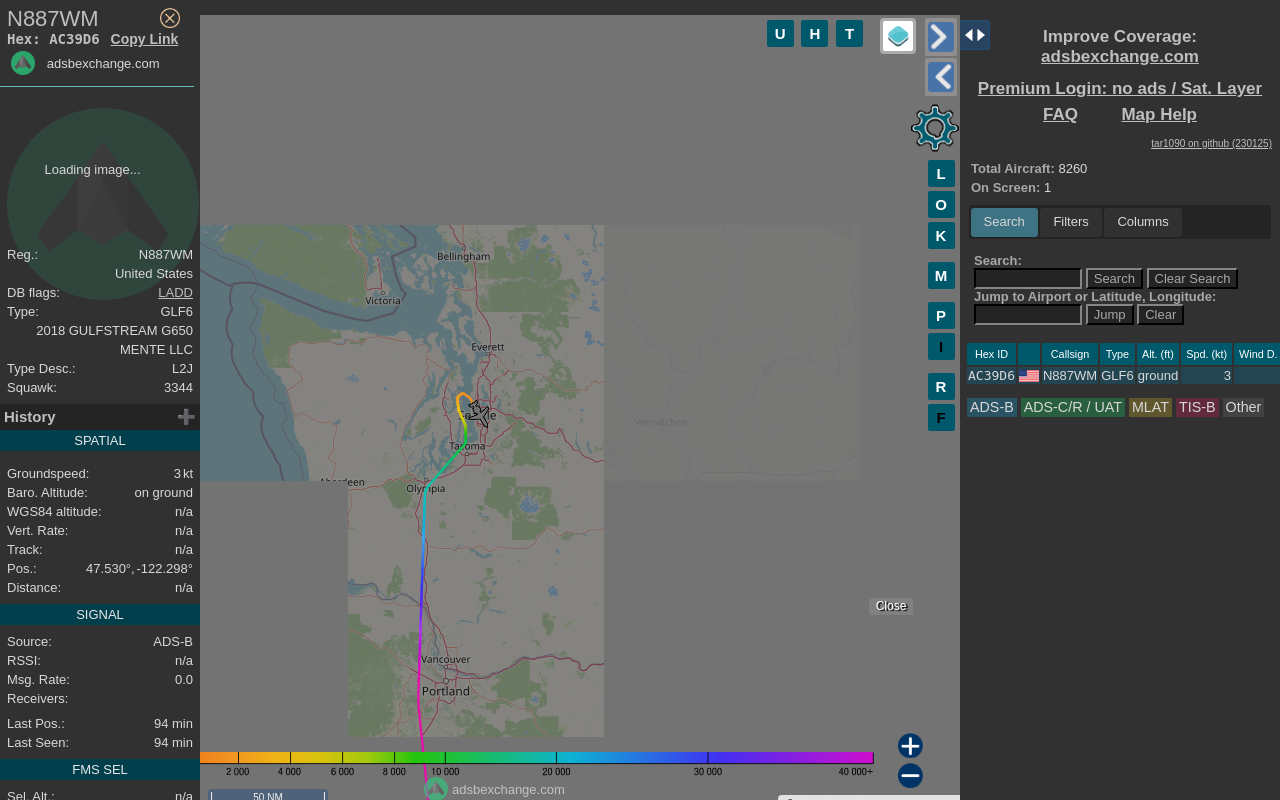 N887WM
Hex: AC39D6 Copy Link
adsbexchange.com
Loading image...
Reg.: N887WM
United States
DB flags: LADD
Type: GLF6
2018 GULFSTREAM G650
MENTE LLC
Type Desc.: L2J
Squawk: 3344
History
SPATIAL
Groundspeed: 3 kt
Baro. Altitude: on ground
WGS84 altitude: n/a
Vert. Rate: n/a
Track: n/a
Pos.: 47.530°, -122.298°
Distance: n/a
SIGNAL
Source: ADS-B
RSSI: n/a
Msg. Rate: 0.0
Receivers:
Last Pos.: 94 min
Last Seen: 94 min
FMS SEL
Sel. Alt.: n/a
U H T
L
O
K
M
P
I
R
F
Bellingham
Victoria
Everett
Wenatchee
Tacoma
Aberdeen
Olympia
Vancouver
Portland
Close
2 000 4 000 6 000 8 000 10 000 20 000 30 000 40 000+
adsbexchange.com
50 NM
Improve Coverage:
adsbexchange.com
Premium Login: no ads / Sat. Layer
FAQ Map Help
tar1090 on github (230125)
Total Aircraft: 8260
On Screen: 1
Search Filters Columns
Search:
Search Clear Search
Jump to Airport or Latitude, Longitude:
Jump Clear
Hex ID Callsign Type Alt. (ft) Spd. (kt) Wind D.
AC39D6 N887WM GLF6 ground 3
ADS-B ADS-C/R / UAT MLAT TIS-B Other